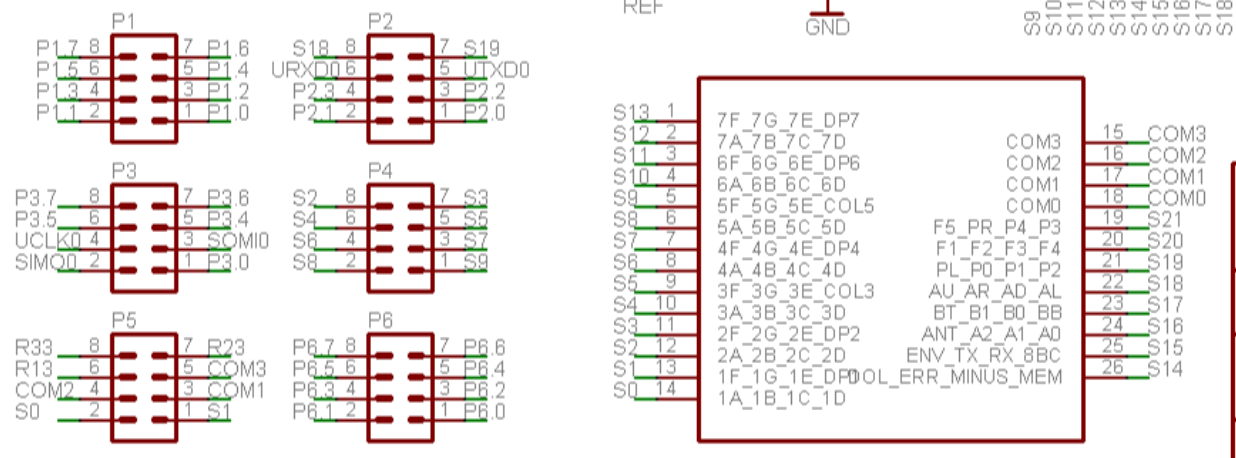 REF
GND
S9
S10
S11
S12
S13
S14
S15
S16
S17
S18
P1
P1.7 8 7 P1.6
P1.5 6 5 P1.4
P1.3 4 3 P1.2
P1.1 2 1 P1.0
P2
S18 8 7 S19
URXD0 6 5 UTXD0
P2.3 4 3 P2.2
P2.1 2 1 P2.0
P3
P3.7 8 7 P3.6
P3.5 6 5 P3.4
UCLK0 4 3 SOMI0
SIMO0 2 1 P3.0
P4
S2 8 7 S3
S4 6 5 S5
S6 4 3 S7
S8 2 1 S9
P5
R33 8 7 R23
R13 6 5 COM3
COM2 4 3 COM1
S0 2 1 S1
P6
P6.7 8 7 P6.6
P6.5 6 5 P6.4
P6.3 4 3 P6.2
P6.1 2 1 P6.0
S13 1 7F_7G_7E_DP7
S12 2 7A_7B_7C_7D
S11 3 6F_6G_6E_DP6
S10 4 6A_6B_6C_6D
S9 5 5F_5G_5E_COL5
S8 6 5A_5B_5C_5D
S7 7 4F_4G_4E_DP4
S6 8 4A_4B_4C_4D
S5 9 3F_3G_3E_COL3
S4 10 3A_3B_3C_3D
S3 11 2F_2G_2E_DP2
S2 12 2A_2B_2C_2D
S1 13 1F_1G_1E_DP
S0 14 1A_1B_1C_1D
COM3 15 COM3
COM2 16 COM2
COM1 17 COM1
COM0 18 COM0
F5_PR_P4_P3 19 S21
F1_F2_F3_F4 20 S20
PL_P0_P1_P2 21 S19
AU_AR_AD_AL 22 S18
BT_B1_B0_BB 23 S17
ANT_A2_A1_A0 24 S16
ENV_TX_RX_8BC 25 S15
OL_ERR_MINUS_MEM 26 S14